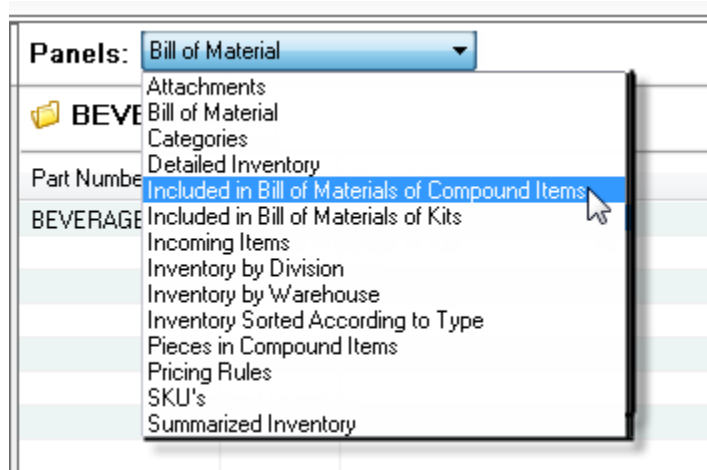 Panels: Bill of Material
Attachments
BEVE
Bill of Material
Categories
Detailed Inventory
Part Numbe
Included in Bill of Materials of Compound Items
BEVERAGE
Included in Bill of Materials of Kits
Incoming Items
Inventory by Division
Inventory by Warehouse
Inventory Sorted According to Type
Pieces in Compound Items
Pricing Rules
SKU's
Summarized Inventory